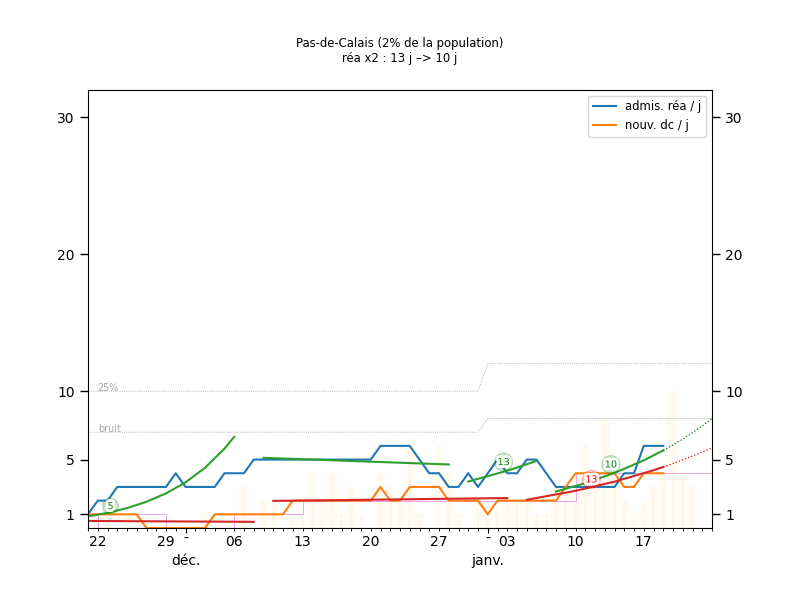 Pas-de-Calais (2% de la population)
réa x2 : 13 j –> 10 j
admis. réa / j
nouv. dc / j
30 30
20 20
10 10
25%
bruit
5 5
13
10
13
5
1 1
22 29 - 06 13 20 27 - 03 10 17
déc. janv.